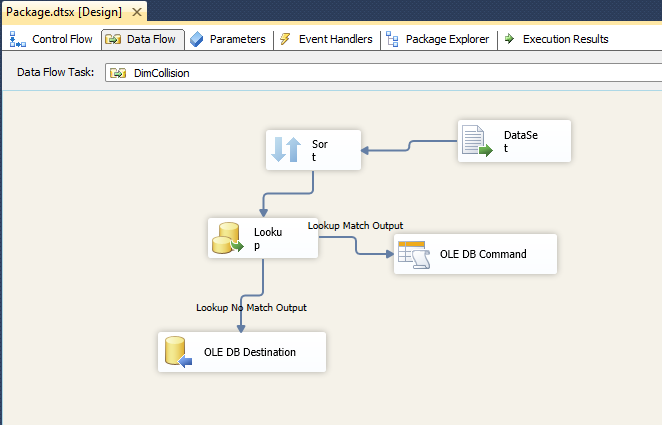 Package.dtsx [Design]
Control Flow Data Flow Parameters Event Handlers Package Explorer Execution Results
Data Flow Task: DimCollision
DataSe
t
Sor
t
Looku
p
Lookup Match Output
OLE DB Command
Lookup No Match Output
OLE DB Destination